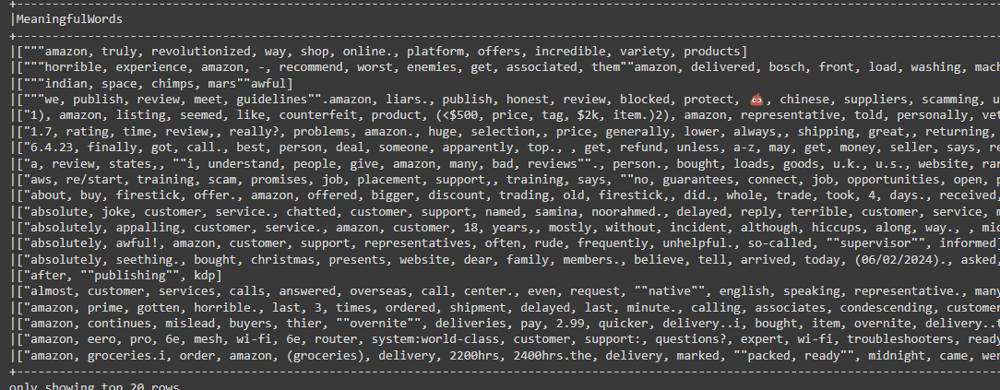 +---------------------------------------------------------------------------------------------------------------------------------------
|MeaningfulWords
+---------------------------------------------------------------------------------------------------------------------------------------
|["""amazon, truly, revolutionized, way, shop, online., platform, offers, incredible, variety, products]
|["""horrible, experience, amazon, -, recommend, worst, enemies, get, associated, them""amazon, delivered, bosch, front, load, washing, mach
|["""indian, space, chimps, mars""awful]
|["""we, publish, review, meet, guidelines"".amazon, liars., publish, honest, review, blocked, protect, 💩, chinese, suppliers, scamming, u
|["1), amazon, listing, seemed, like, counterfeit, product, (<$500, price, tag, $2k, item.)2), amazon, representative, told, personally, vet
|["1.7, rating, time, review,, really?, problems, amazon., huge, selection,, price, generally, lower, always,, shipping, great,, returning,
|["6.4.23, finally, got, call., best, person, deal, someone, apparently, top., , get, refund, unless, a-z, may, get, money, seller, says, re
|["a, review, states,, ""i, understand, people, give, amazon, many, bad, reviews""., person., bought, loads, goods, u.k., u.s., website, rar
|["aws, re/start, training, scam, promises, job, placement, support,, training, says, ""no, guarantees, connect, job, opportunities, open, p
|["about, buy, firestick, offer., amazon, offered, bigger, discount, trading, old, firestick,, did., whole, trade, took, 4, days., received,
|["absolute, joke, customer, service., chatted, customer, support, named, samina, noorahmed., delayed, reply, terrible, customer, service, m
|["absolutely, appalling, customer, service., amazon, customer, 18, years,, mostly, without, incident, although, hiccups, along, way., , mid
|["absolutely, awful!, amazon, customer, support, representatives, often, rude, frequently, unhelpful., so-called, ""supervisor"", informed]
|["absolutely, seething., bought, christmas, presents, website, dear, family, members., believe, tell, arrived, today, (06/02/2024)., asked,
|["after, ""publishing"", kdp]
|["almost, customer, services, calls, answered, overseas, call, center., even, request, ""native"", english, speaking, representative., many
|["amazon, prime, gotten, horrible., last, 3, times, ordered, shipment, delayed, last, minute., calling, associates, condescending, customer
|["amazon, continues, mislead, buyers, thier, ""overnite"", deliveries, pay, 2.99, quicker, delivery..i, bought, item, overnite, delivery..t
|["amazon, eero, pro, 6e, mesh, wi-fi, 6e, router, system:world-class, customer, support:, questions?, expert, wi-fi, troubleshooters, ready
|["amazon, groceries.i, order, amazon, (groceries), delivery, 2200hrs, 2400hrs.the, delivery, marked, ""packed, ready"", midnight, came, wer
+---------------------------------------------------------------------------------------------------------------------------------------
only showing top 20 rows